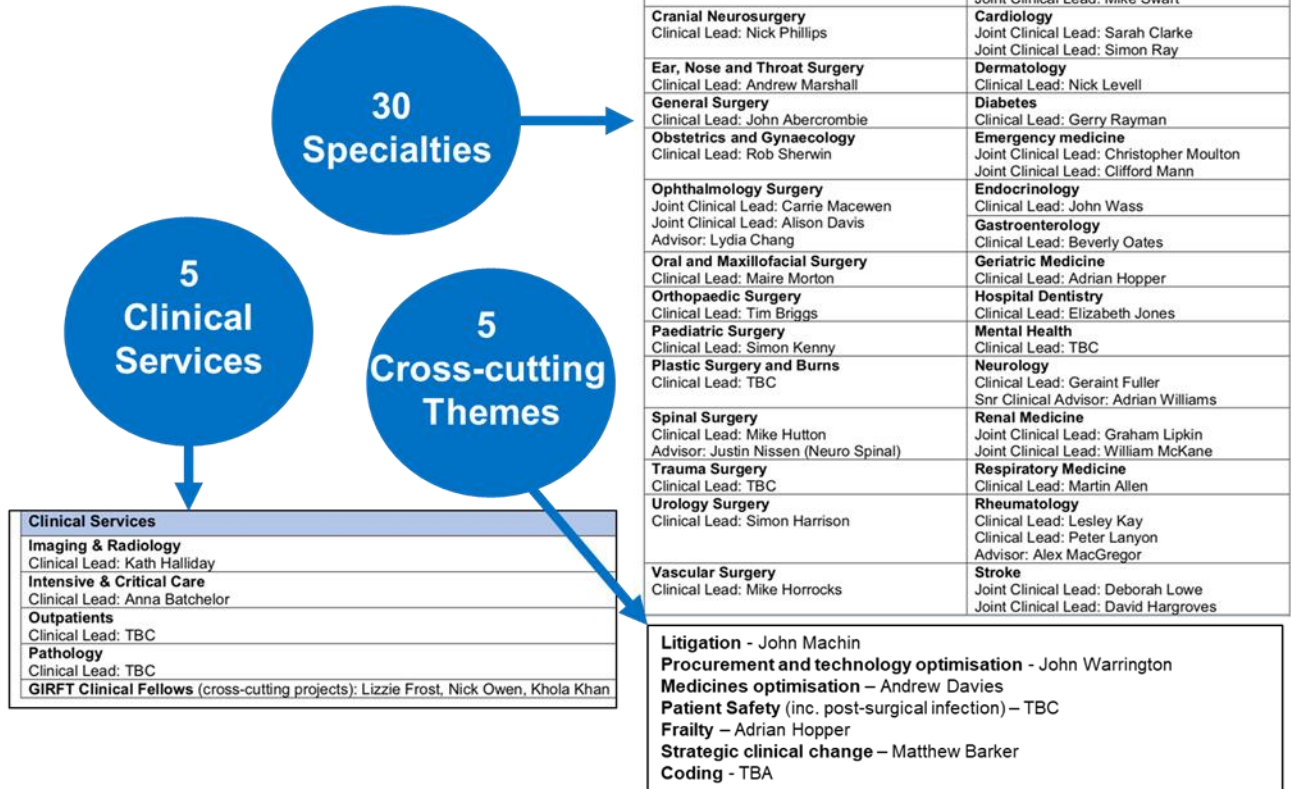 30
Specialties
5
Clinical
Services
5
Cross-cutting
Themes
Joint Clinical Lead: Mike Swart
Cranial Neurosurgery
Clinical Lead: Nick Phillips
Cardiology
Joint Clinical Lead: Sarah Clarke
Joint Clinical Lead: Simon Ray
Ear, Nose and Throat Surgery
Clinical Lead: Andrew Marshall
Dermatology
Clinical Lead: Nick Levell
General Surgery
Clinical Lead: John Abercrombie
Diabetes
Clinical Lead: Gerry Rayman
Obstetrics and Gynaecology
Clinical Lead: Rob Sherwin
Emergency medicine
Joint Clinical Lead: Christopher Moulton
Joint Clinical Lead: Clifford Mann
Ophthalmology Surgery
Joint Clinical Lead: Carrie Macewen
Joint Clinical Lead: Alison Davis
Advisor: Lydia Chang
Endocrinology
Clinical Lead: John Wass
Gastroenterology
Clinical Lead: Beverly Oates
Oral and Maxillofacial Surgery
Clinical Lead: Maire Morton
Geriatric Medicine
Clinical Lead: Adrian Hopper
Orthopaedic Surgery
Clinical Lead: Tim Briggs
Hospital Dentistry
Clinical Lead: Elizabeth Jones
Paediatric Surgery
Clinical Lead: Simon Kenny
Mental Health
Clinical Lead: TBC
Plastic Surgery and Burns
Clinical Lead: TBC
Neurology
Clinical Lead: Geraint Fuller
Snr Clinical Advisor: Adrian Williams
Spinal Surgery
Clinical Lead: Mike Hutton
Advisor: Justin Nissen (Neuro Spinal)
Renal Medicine
Joint Clinical Lead: Graham Lipkin
Joint Clinical Lead: William McKane
Trauma Surgery
Clinical Lead: TBC
Respiratory Medicine
Clinical Lead: Martin Allen
Urology Surgery
Clinical Lead: Simon Harrison
Rheumatology
Clinical Lead: Lesley Kay
Clinical Lead: Peter Lanyon
Advisor: Alex MacGregor
Vascular Surgery
Clinical Lead: Mike Horrocks
Stroke
Joint Clinical Lead: Deborah Lowe
Joint Clinical Lead: David Hargroves
Clinical Services
Imaging & Radiology
Clinical Lead: Kath Halliday
Intensive & Critical Care
Clinical Lead: Anna Batchelor
Outpatients
Clinical Lead: TBC
Pathology
Clinical Lead: TBC
GIRFT Clinical Fellows (cross-cutting projects): Lizzie Frost, Nick Owen, Khola Khan
Litigation - John Machin
Procurement and technology optimisation - John Warrington
Medicines optimisation – Andrew Davies
Patient Safety (inc. post-surgical infection) – TBC
Frailty – Adrian Hopper
Strategic clinical change – Matthew Barker
Coding - TBA